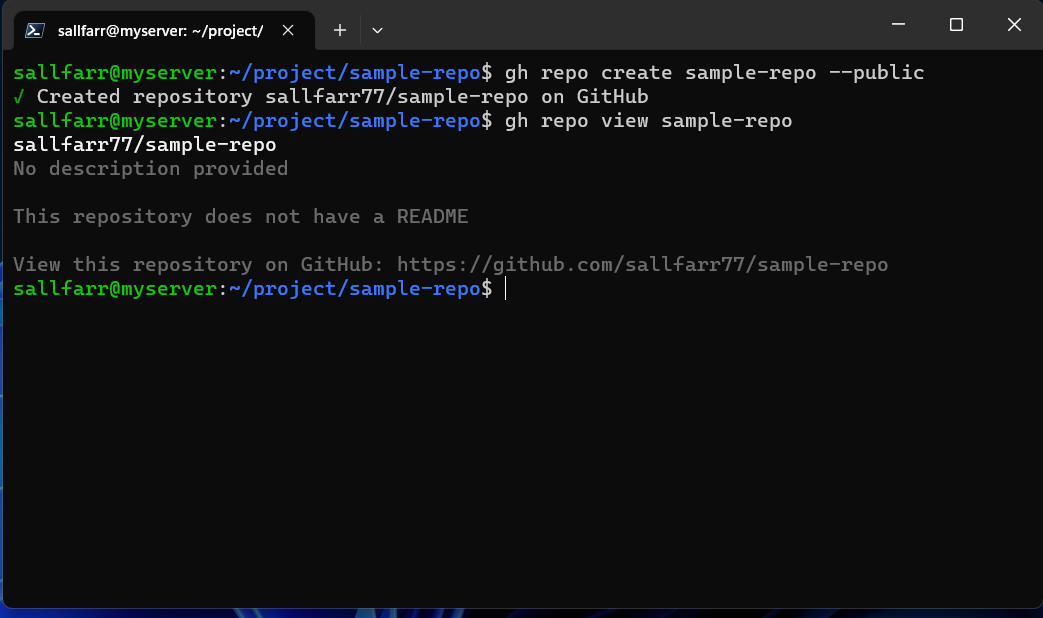 sallfarr@myserver: ~/project/
sallfarr@myserver:~/project/sample-repo$ gh repo create sample-repo --public
✓ Created repository sallfarr77/sample-repo on GitHub
sallfarr@myserver:~/project/sample-repo$ gh repo view sample-repo
sallfarr77/sample-repo
No description provided
This repository does not have a README
View this repository on GitHub: https://github.com/sallfarr77/sample-repo
sallfarr@myserver:~/project/sample-repo$